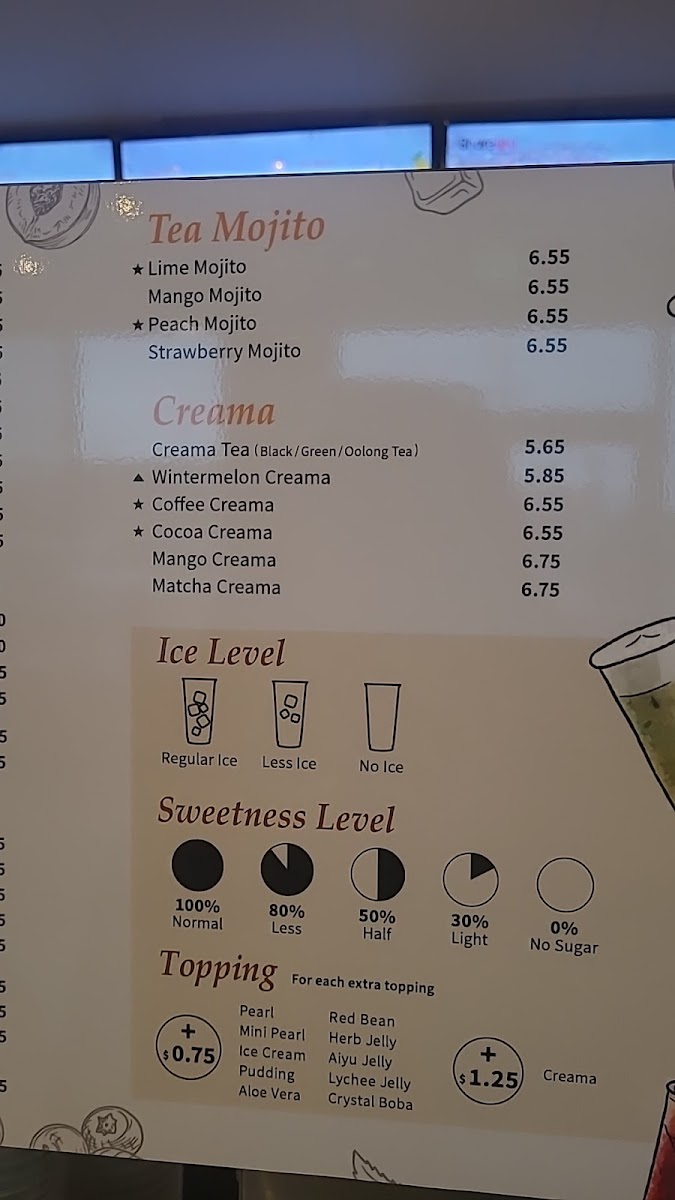 Tea Mojito
★ Lime Mojito 6.55
Mango Mojito 6.55
★ Peach Mojito 6.55
Strawberry Mojito 6.55
Creama
Creama Tea (Black/Green/Oolong Tea) 5.65
▲ Wintermelon Creama 5.85
★ Coffee Creama 6.55
★ Cocoa Creama 6.55
Mango Creama 6.75
Matcha Creama 6.75
Ice Level
Regular Ice Less Ice No Ice
Sweetness Level
100% 80% 50% 30% 0%
Normal Less Half Light No Sugar
Topping For each extra topping
+ $0.75
Pearl Red Bean
Mini Pearl Herb Jelly
Ice Cream Aiyu Jelly
Pudding Lychee Jelly
Aloe Vera Crystal Boba
+ $1.25 Creama